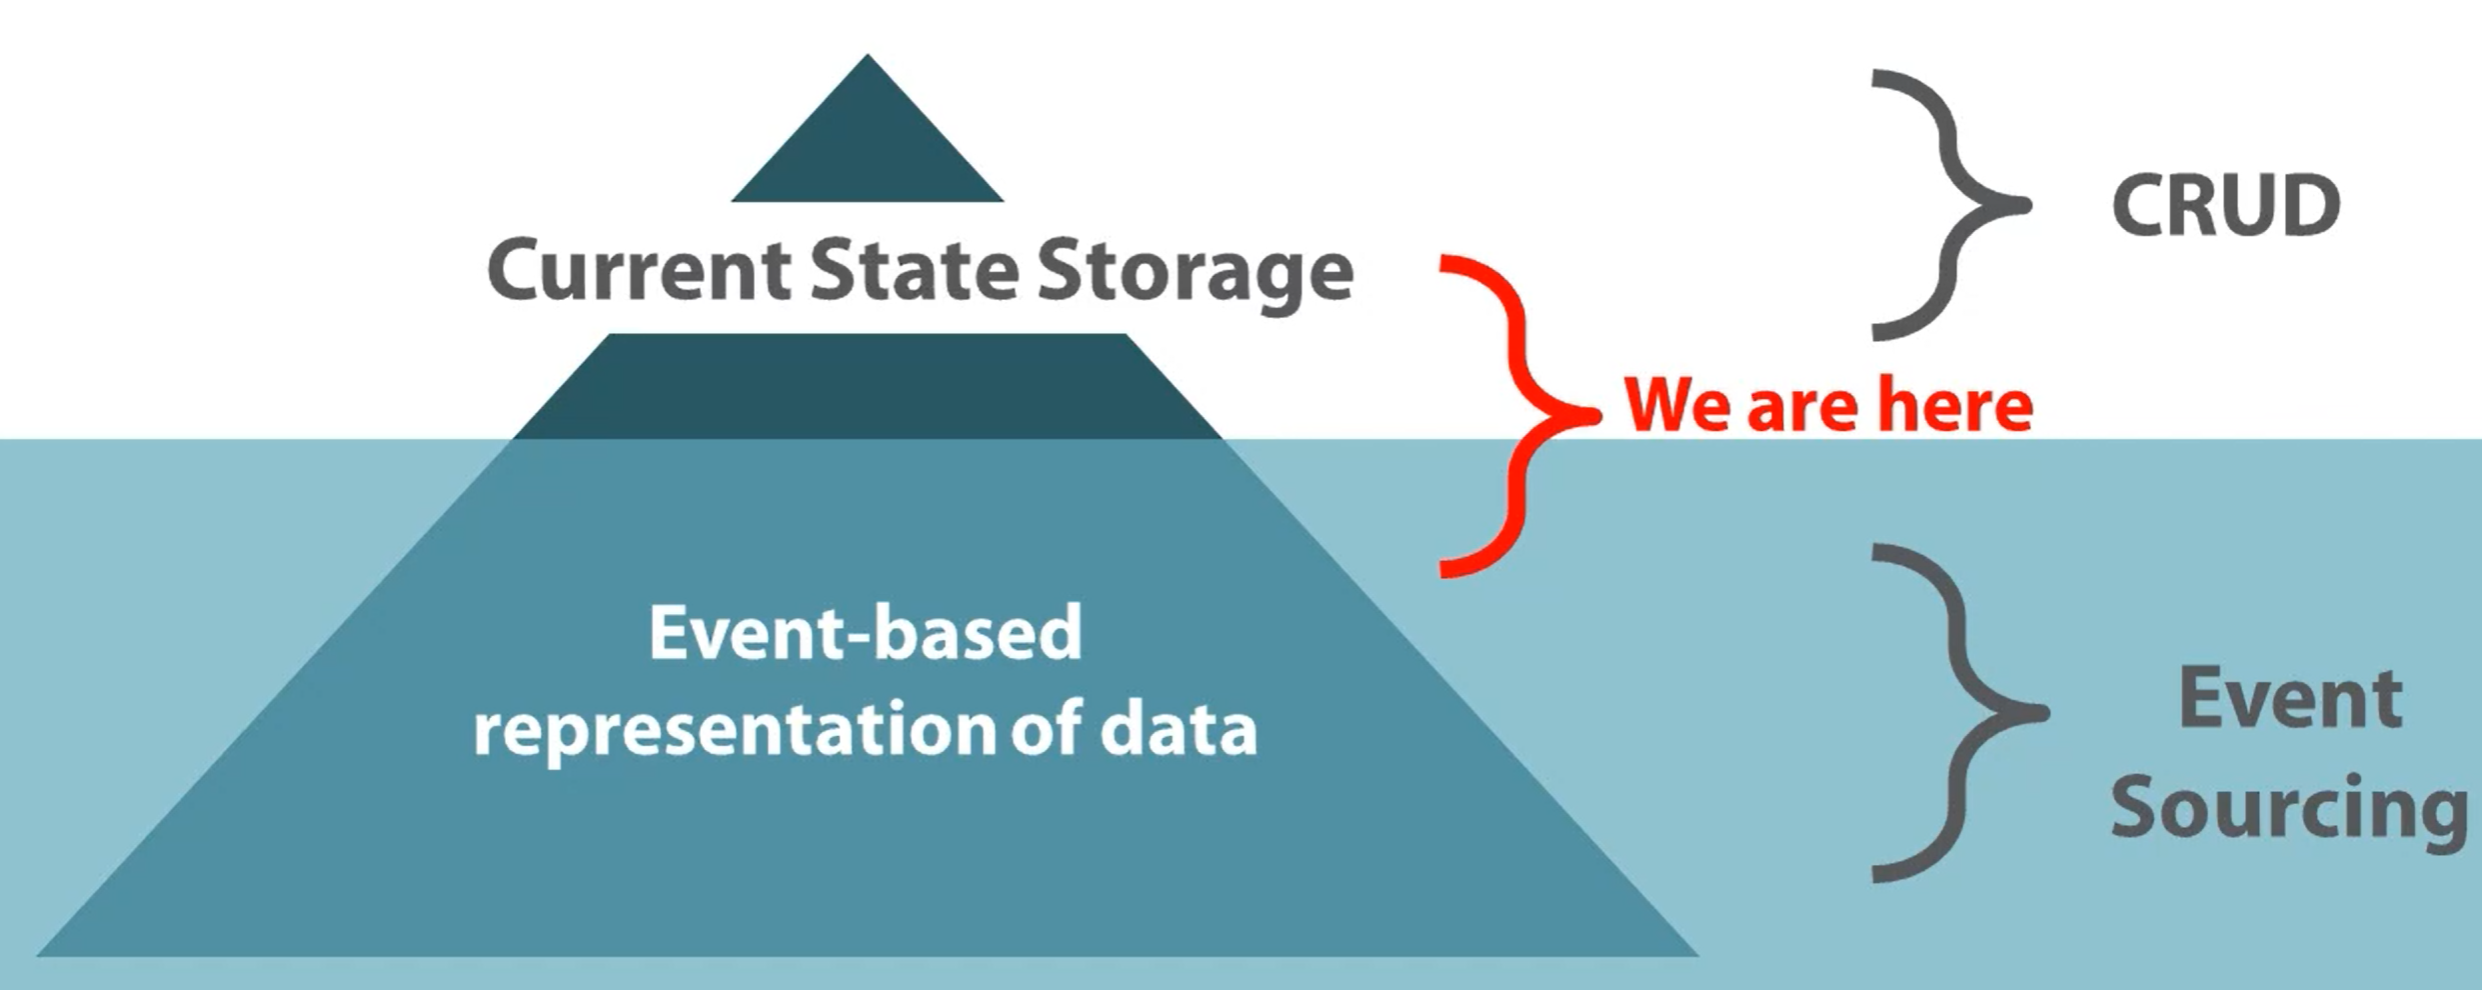 CRUD
Current State Storage
We are here
Event-based
representation of data
Event
Sourcing